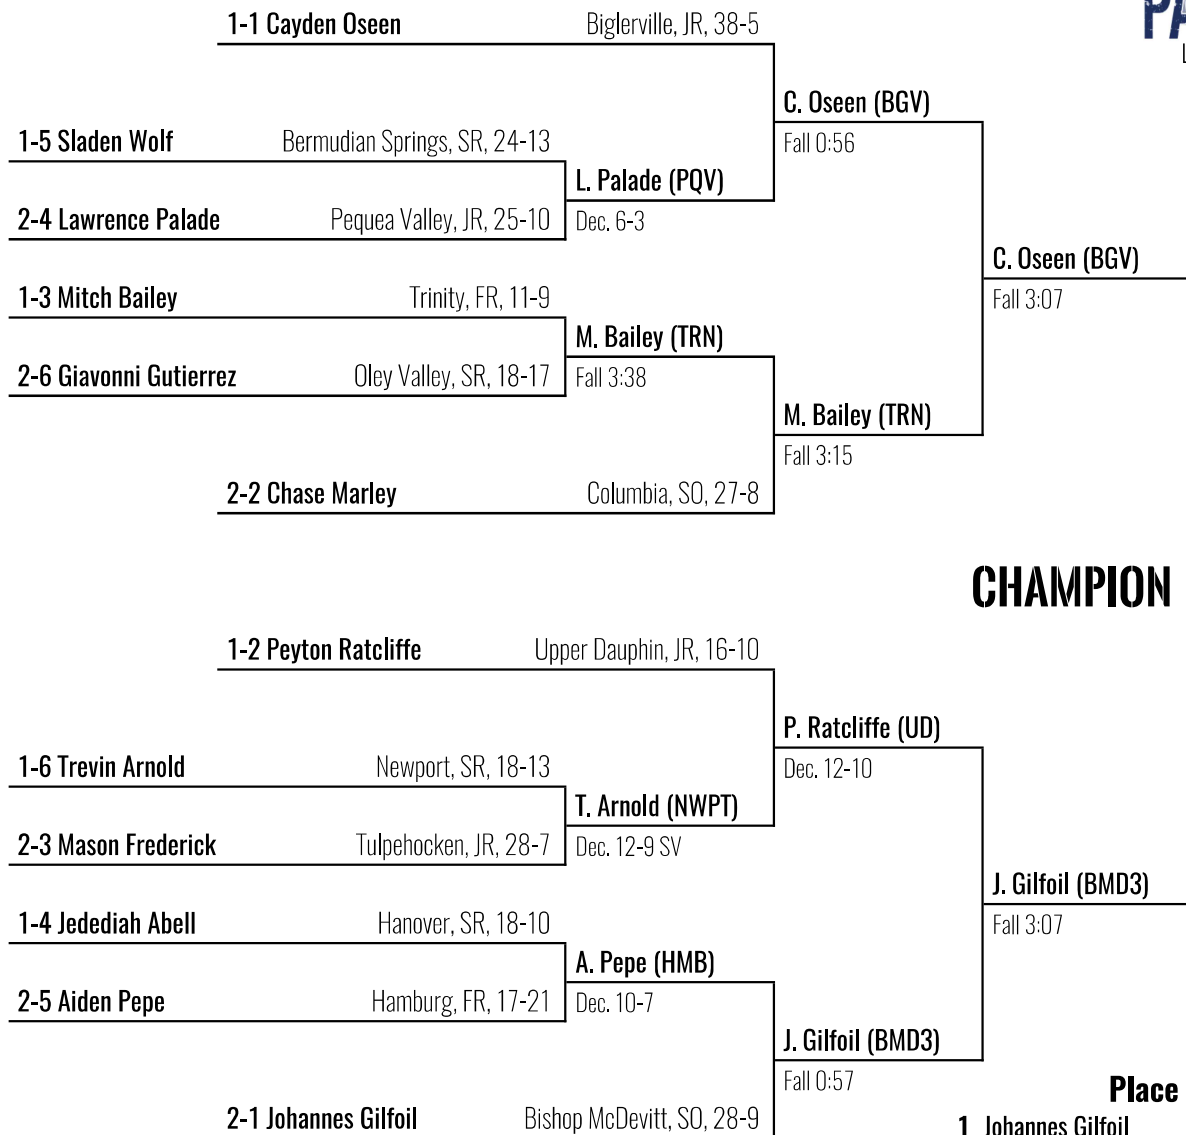 1-1 Cayden Oseen Biglerville, JR, 38-5
C. Oseen (BGV)
Fall 0:56
1-5 Sladen Wolf Bermudian Springs, SR, 24-13
L. Palade (PQV)
Dec. 6-3
2-4 Lawrence Palade Pequea Valley, JR, 25-10
C. Oseen (BGV)
Fall 3:07
1-3 Mitch Bailey Trinity, FR, 11-9
M. Bailey (TRN)
Fall 3:38
2-6 Giavonni Gutierrez Oley Valley, SR, 18-17
M. Bailey (TRN)
Fall 3:15
2-2 Chase Marley Columbia, SO, 27-8
CHAMPION
1-2 Peyton Ratcliffe Upper Dauphin, JR, 16-10
P. Ratcliffe (UD)
Dec. 12-10
1-6 Trevin Arnold Newport, SR, 18-13
T. Arnold (NWPT)
Dec. 12-9 SV
2-3 Mason Frederick Tulpehocken, JR, 28-7
J. Gilfoil (BMD3)
Fall 3:07
1-4 Jedediah Abell Hanover, SR, 18-10
A. Pepe (HMB)
Dec. 10-7
2-5 Aiden Pepe Hamburg, FR, 17-21
J. Gilfoil (BMD3)
Fall 0:57
2-1 Johannes Gilfoil Bishop McDevitt, SO, 28-9
Place
1 Johannes Gilfoil